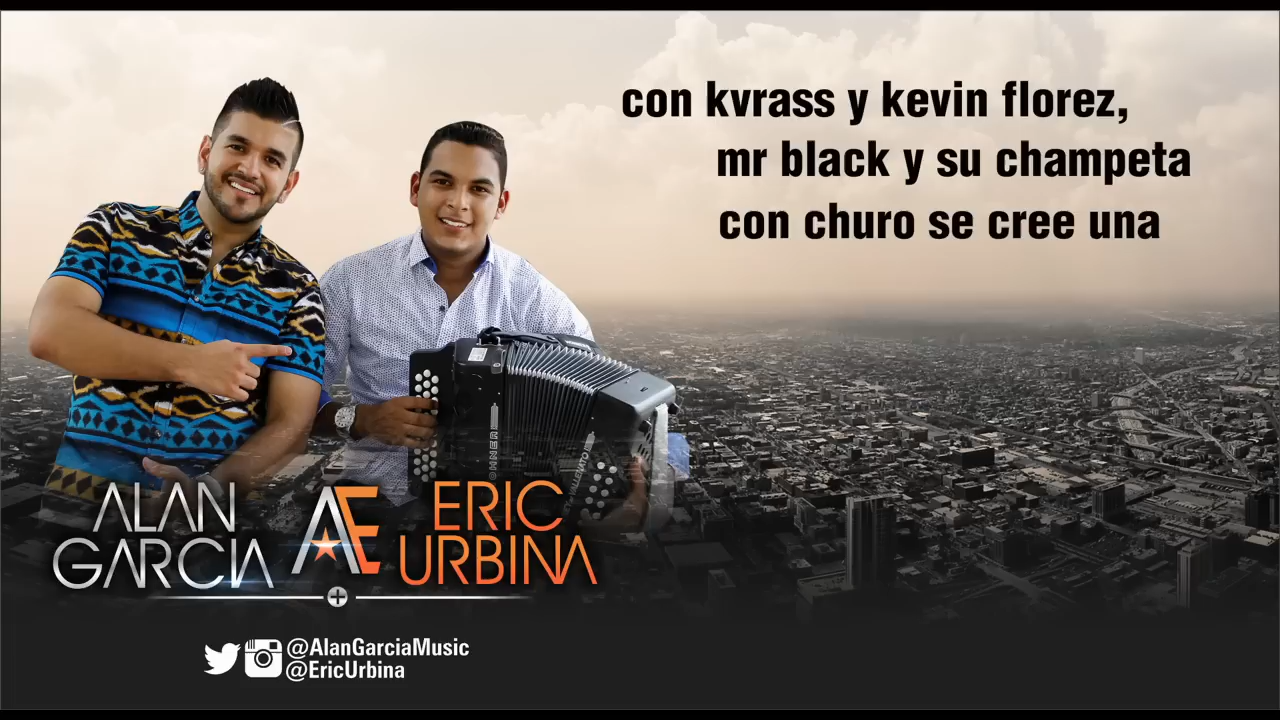 con kvrass y kevin florez,
mr black y su champeta
con churo se cree una
HOHNER
ALAN
GARCIA
AE
ERIC
URBINA
@AlanGarciaMusic
@EricUrbina